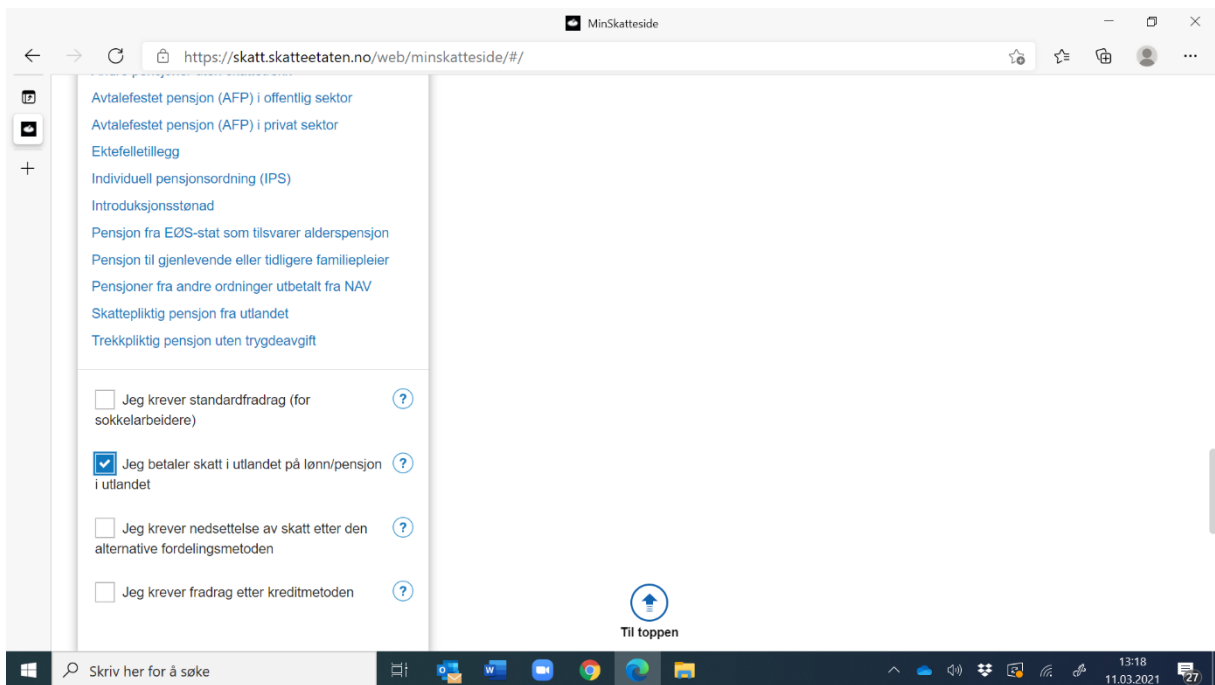 MinSkatteside
https://skatt.skatteetaten.no/web/minskatteside/#/
Andre pensjoner uten skattetrekk
Avtalefestet pensjon (AFP) i offentlig sektor
Avtalefestet pensjon (AFP) i privat sektor
Ektefelletillegg
Individuell pensjonsordning (IPS)
Introduksjonsstønad
Pensjon fra EØS-stat som tilsvarer alderspensjon
Pensjon til gjenlevende eller tidligere familiepleier
Pensjoner fra andre ordninger utbetalt fra NAV
Skattepliktig pensjon fra utlandet
Trekkpliktig pensjon uten trygdeavgift
Jeg krever standardfradrag (for ?
sokkelarbeidere)
Jeg betaler skatt i utlandet på lønn/pensjon ?
i utlandet
Jeg krever nedsettelse av skatt etter den ?
alternative fordelingsmetoden
Jeg krever fradrag etter kreditmetoden ?
Til toppen
Skriv her for å søke
13:18
11.03.2021
27